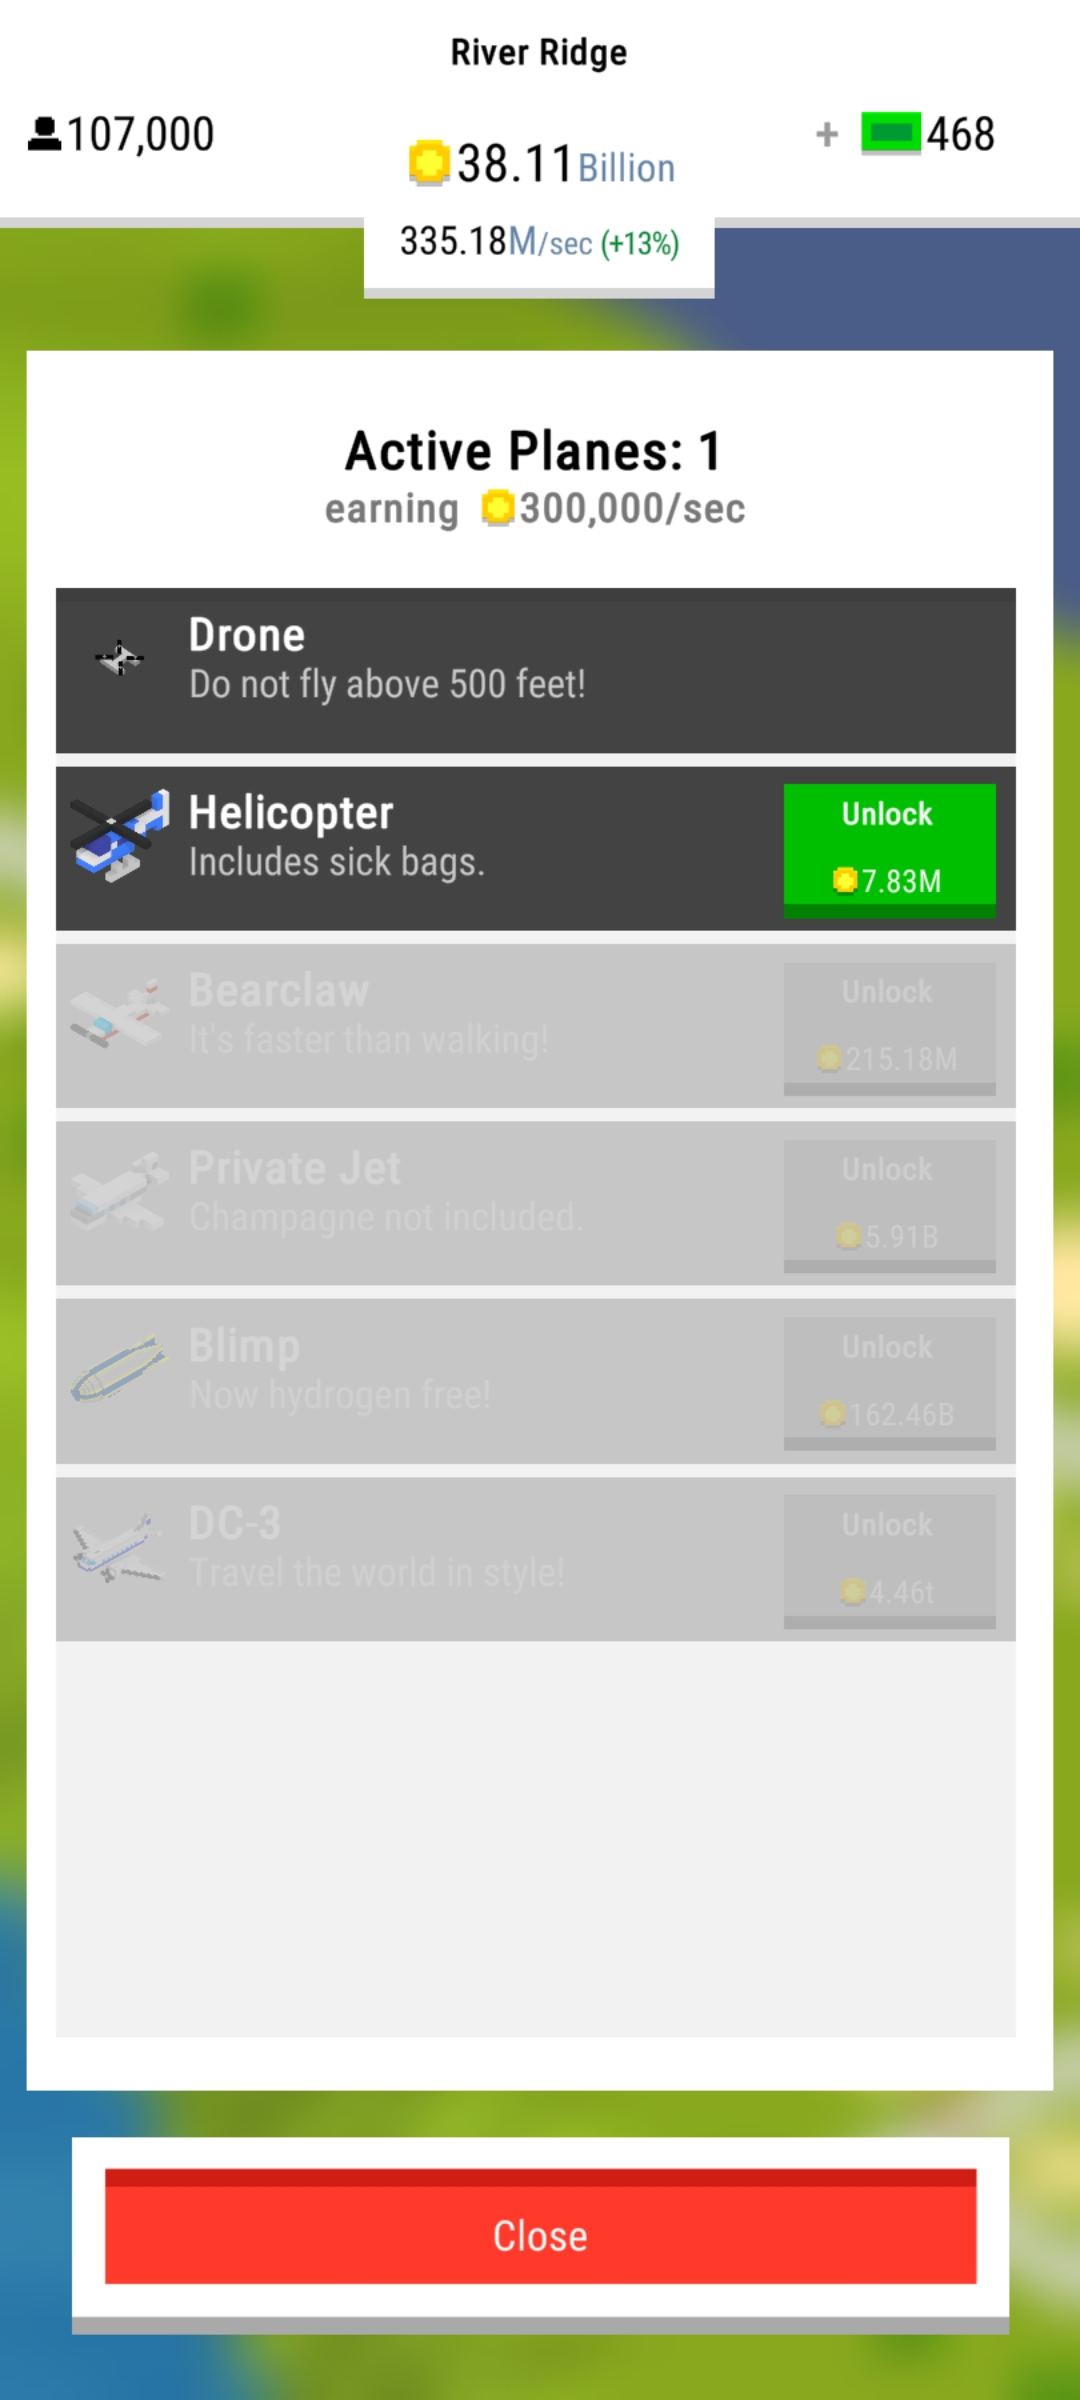 River Ridge
107,000
38.11 Billion
+ 468
335.18M/sec (+13%)
Active Planes: 1
earning 300,000/sec
Drone
Do not fly above 500 feet!
Helicopter
Includes sick bags.
Unlock
7.83M
Bearclaw
It's faster than walking!
Unlock
215.18M
Private Jet
Champagne not included.
Unlock
5.91B
Blimp
Now hydrogen free!
Unlock
162.46B
DC-3
Travel the world in style!
Unlock
4.46t
Close